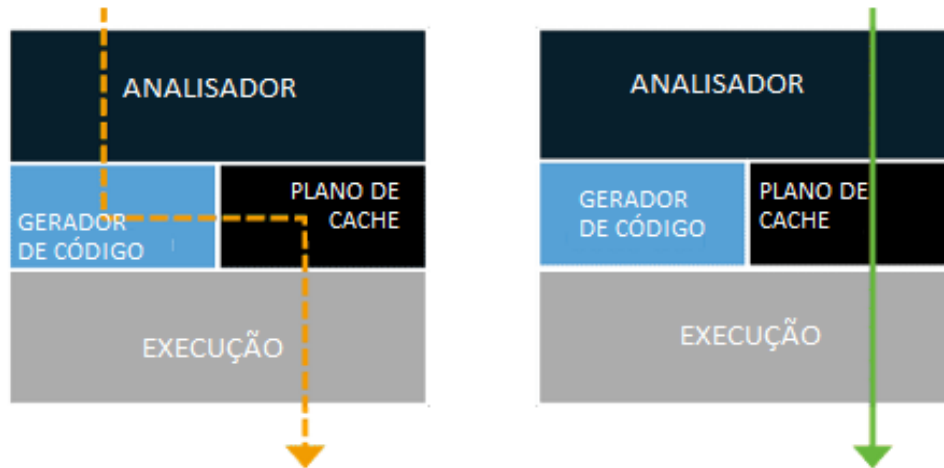 ANALISADOR
GERADOR
DE CÓDIGO
PLANO DE
CACHE
EXECUÇÃO
ANALISADOR
GERADOR
DE CÓDIGO
PLANO DE
CACHE
EXECUÇÃO